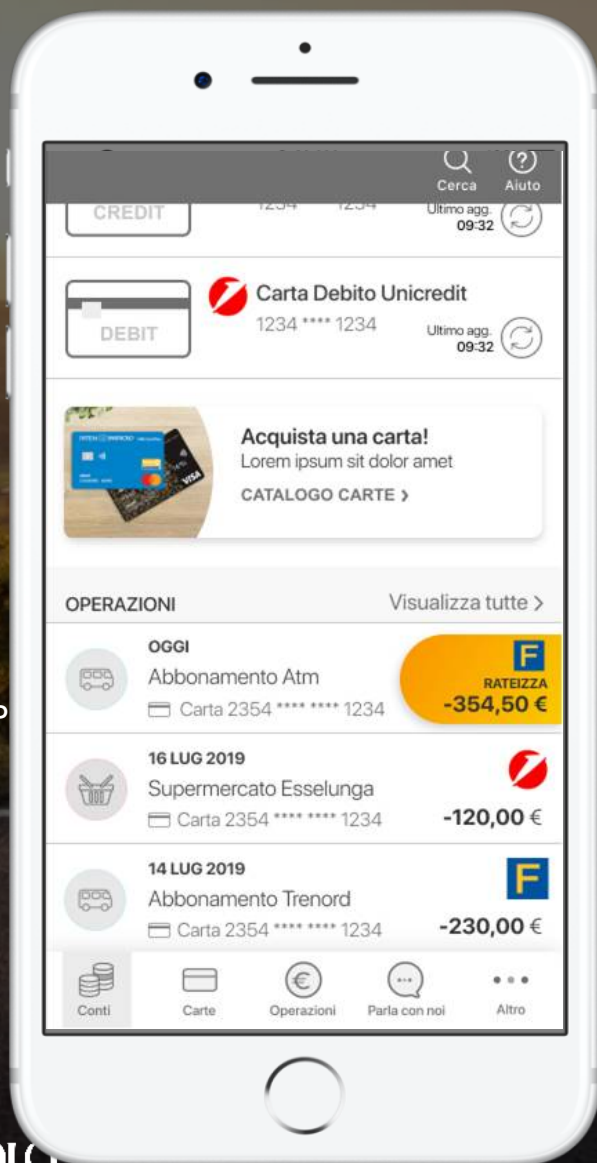 Cerca Aiuto
CREDIT
1234 1234
Ultimo agg.
09:32
Carta Debito Unicredit
DEBIT
1234 **** 1234
Ultimo agg.
09:32
Acquista una carta!
Lorem ipsum sit dolor amet
CATALOGO CARTE >
VISA
OPERAZIONI
Visualizza tutte >
OGGI
Abbonamento Atm
Carta 2354 **** **** 1234
F
RATEIZZA
-354,50 €
16 LUG 2019
Supermercato Esselunga
Carta 2354 **** **** 1234
-120,00 €
14 LUG 2019
Abbonamento Trenord
Carta 2354 **** **** 1234
F
-230,00 €
Conti Carte Operazioni Parla con noi Altro